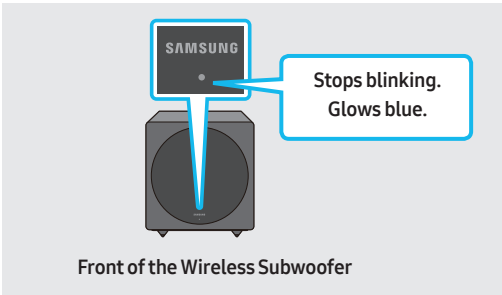 SAMSUNG
Stops blinking.
Glows blue.
Front of the Wireless Subwoofer